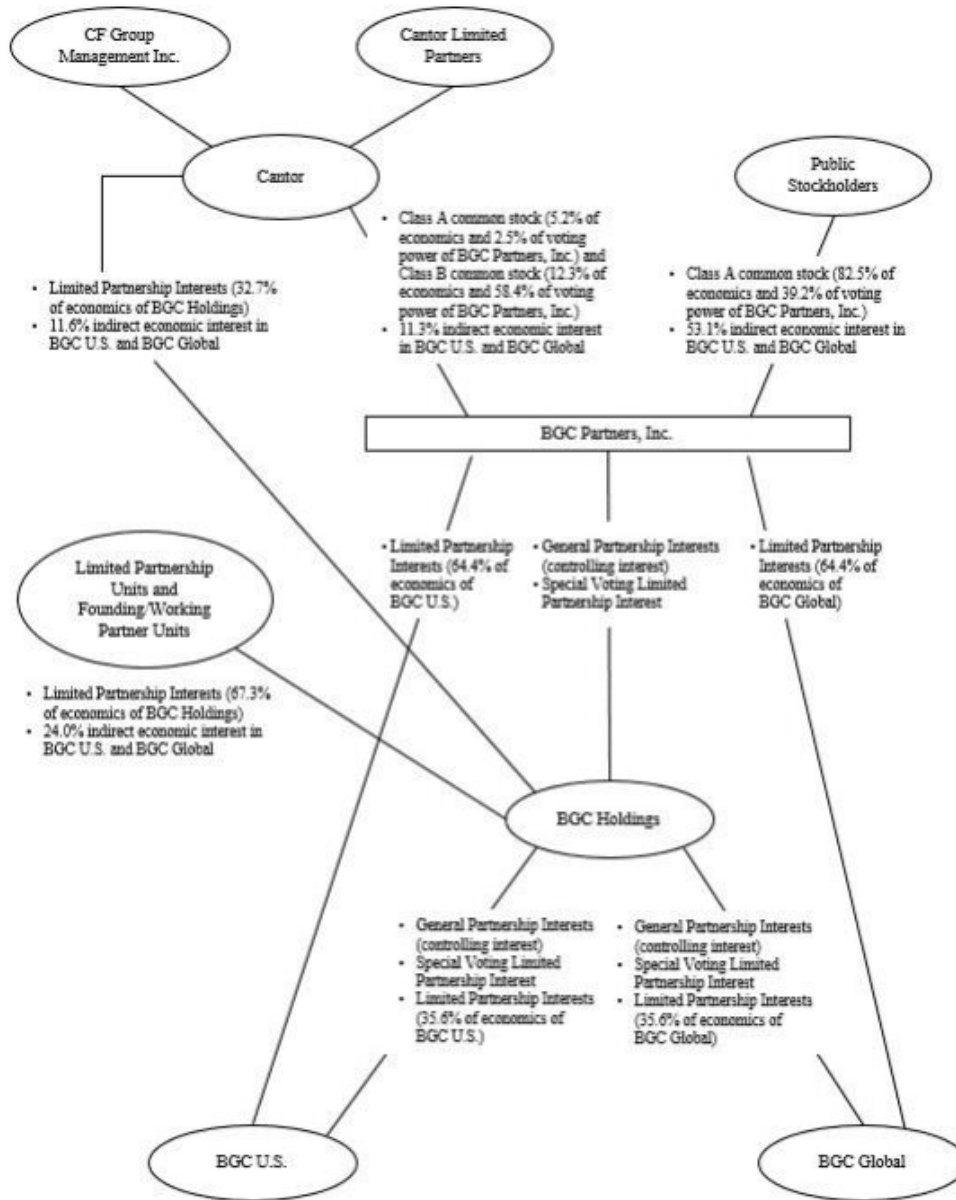 CF Group
Management Inc.
Cantor Limited
Partners
Cantor
Public
Stockholders
• Class A common stock (5.2% of
economics and 2.5% of voting
power of BGC Partners, Inc.) and
Class B common stock (12.3% of
economics and 58.4% of voting
power of BGC Partners, Inc.)
• 11.3% indirect economic interest
in BGC U.S. and BGC Global
• Class A common stock (82.5% of
economics and 39.2% of voting
power of BGC Partners, Inc.)
• 53.1% indirect economic interest
in BGC U.S. and BGC Global
• Limited Partnership Interests (32.7%
of economics of BGC Holdings)
• 11.6% indirect economic interest in
BGC U.S. and BGC Global
BGC Partners, Inc.
• Limited Partnership
Interests (64.4% of
economics of
BGC U.S.)
• General Partnership Interests
(controlling interest)
• Special Voting Limited
Partnership Interest
• Limited Partnership
Interests (64.4% of
economics of
BGC Global)
Limited Partnership
Units and
Founding/Working
Partner Units
• Limited Partnership Interests (67.3%
of economics of BGC Holdings)
• 24.0% indirect economic interest in
BGC U.S. and BGC Global
BGC Holdings
• General Partnership Interests
(controlling interest)
• Special Voting Limited
Partnership Interest
• Limited Partnership Interests
(35.6% of economics of
BGC U.S.)
• General Partnership Interests
(controlling interest)
• Special Voting Limited
Partnership Interest
• Limited Partnership Interests
(35.6% of economics of
BGC Global)
BGC U.S.
BGC Global